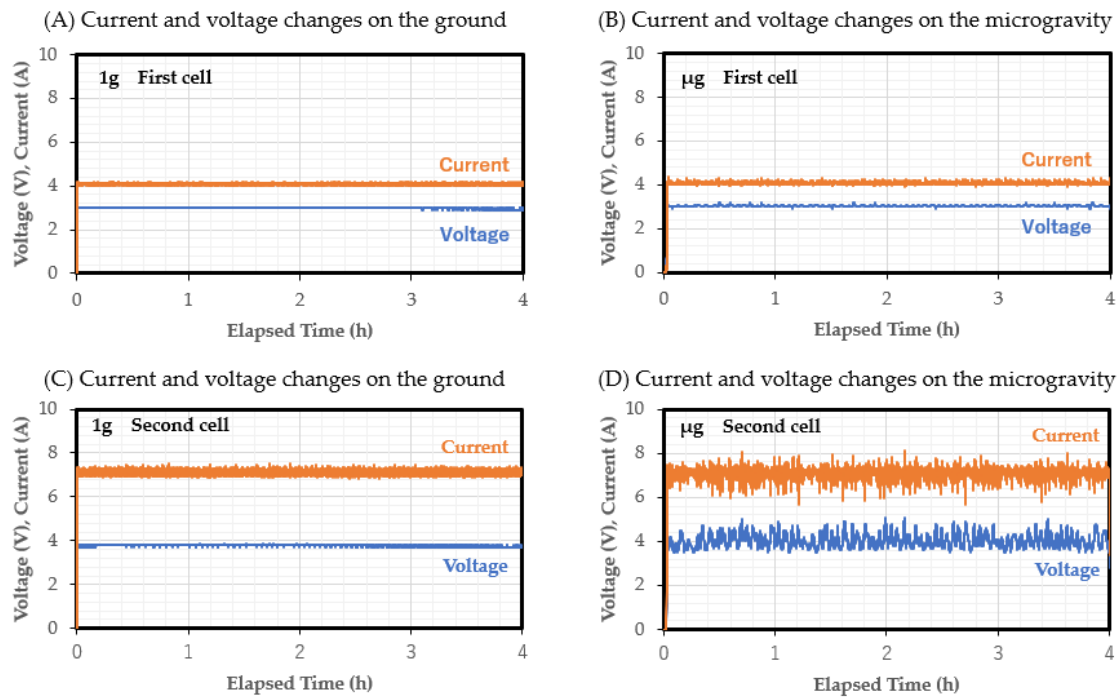 (A) Current and voltage changes on the ground
Voltage (V), Current (A)
10
8
6
4
2
0
1g First cell
Current
Voltage
0 1 2 3 4
Elapsed Time (h)
(B) Current and voltage changes on the microgravity
Voltage (V), Current (A)
10
8
6
4
2
0
μg First cell
Current
Voltage
0 1 2 3 4
Elapsed Time (h)
(C) Current and voltage changes on the ground
Voltage (V), Current (A)
10
8
6
4
2
0
1g Second cell
Current
Voltage
0 1 2 3 4
Elapsed Time (h)
(D) Current and voltage changes on the microgravity
Voltage (V), Current (A)
10
8
6
4
2
0
μg Second cell
Current
Voltage
0 1 2 3 4
Elapsed Time (h)